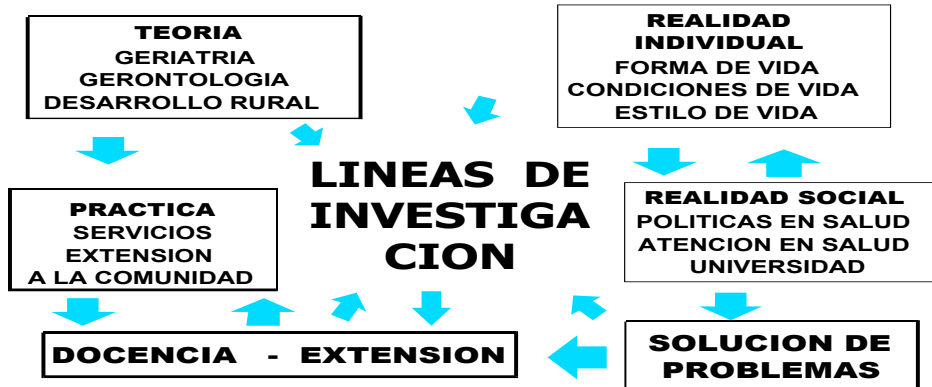 TEORIA
GERIATRIA
GERONTOLOGIA
DESARROLLO RURAL
REALIDAD
INDIVIDUAL
FORMA DE VIDA
CONDICIONES DE VIDA
ESTILO DE VIDA
LINEAS DE
INVESTIGA
CION
PRACTICA
SERVICIOS
EXTENSION
A LA COMUNIDAD
REALIDAD SOCIAL
POLITICAS EN SALUD
ATENCION EN SALUD
UNIVERSIDAD
DOCENCIA - EXTENSION
SOLUCION DE
PROBLEMAS